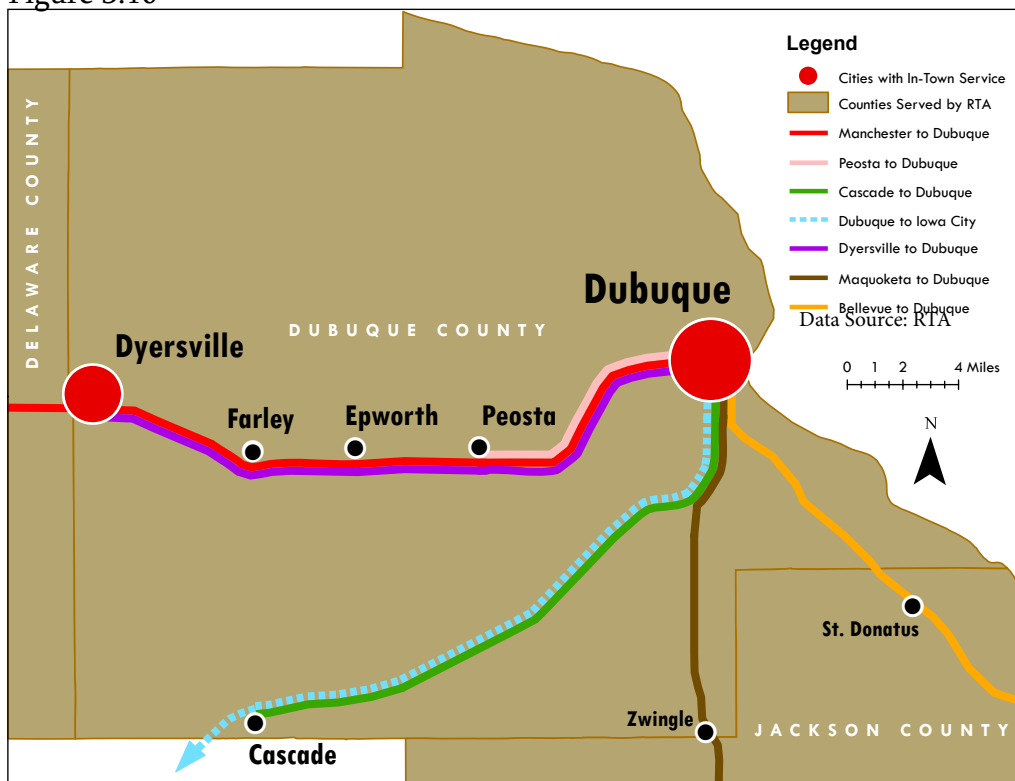 Figure 3.10
Legend
Cities with In-Town Service
Counties Served by RTA
Manchester to Dubuque
Peosta to Dubuque
Cascade to Dubuque
Dubuque to Iowa City
Dyersville to Dubuque
Maquoketa to Dubuque
Bellevue to Dubuque
Data Source: RTA
0 1 2 4 Miles
N
DELAWARE COUNTY
DUBUQUE COUNTY
Dubuque
Dyersville
Farley
Epworth
Peosta
St. Donatus
Zwingle
JACKSON COUNTY
Cascade